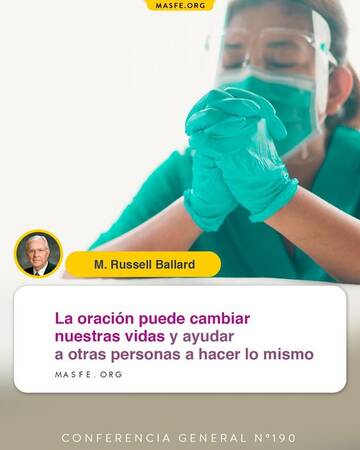 MASFE.ORG
M. Russell Ballard
La oración puede cambiar
nuestras vidas y ayudar
a otras personas a hacer lo mismo
MASFE.ORG
CONFERENCIA GENERAL Nº190